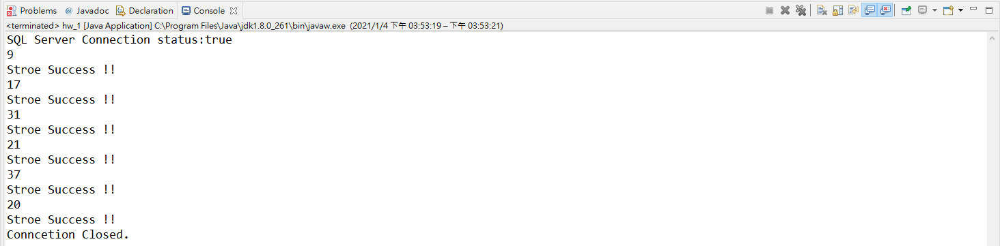 Problems @ Javadoc Declaration Console
<terminated> hw_1 [Java Application] C:\Program Files\Java\jdk1.8.0_261\bin\javaw.exe (2021/1/4 下午 03:53:19 – 下午 03:53:21)
SQL Server Connection status:true
9
Stroe Success !!
17
Stroe Success !!
31
Stroe Success !!
21
Stroe Success !!
37
Stroe Success !!
20
Stroe Success !!
Conncetion Closed.